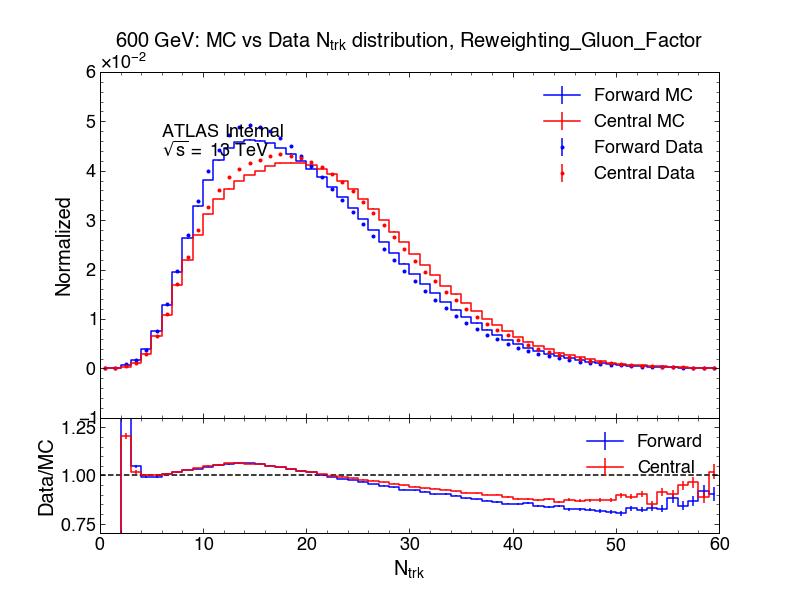 600 GeV: MC vs Data N_trk distribution, Reweighting_Gluon_Factor
×10⁻²
6
5
4
3
2
1
0
−1
Normalized
ATLAS Internal
√s = 13 TeV
Forward MC
Central MC
Forward Data
Central Data
1.25
1.00
0.75
Data/MC
Forward
Central
0 10 20 30 40 50 60
N_trk